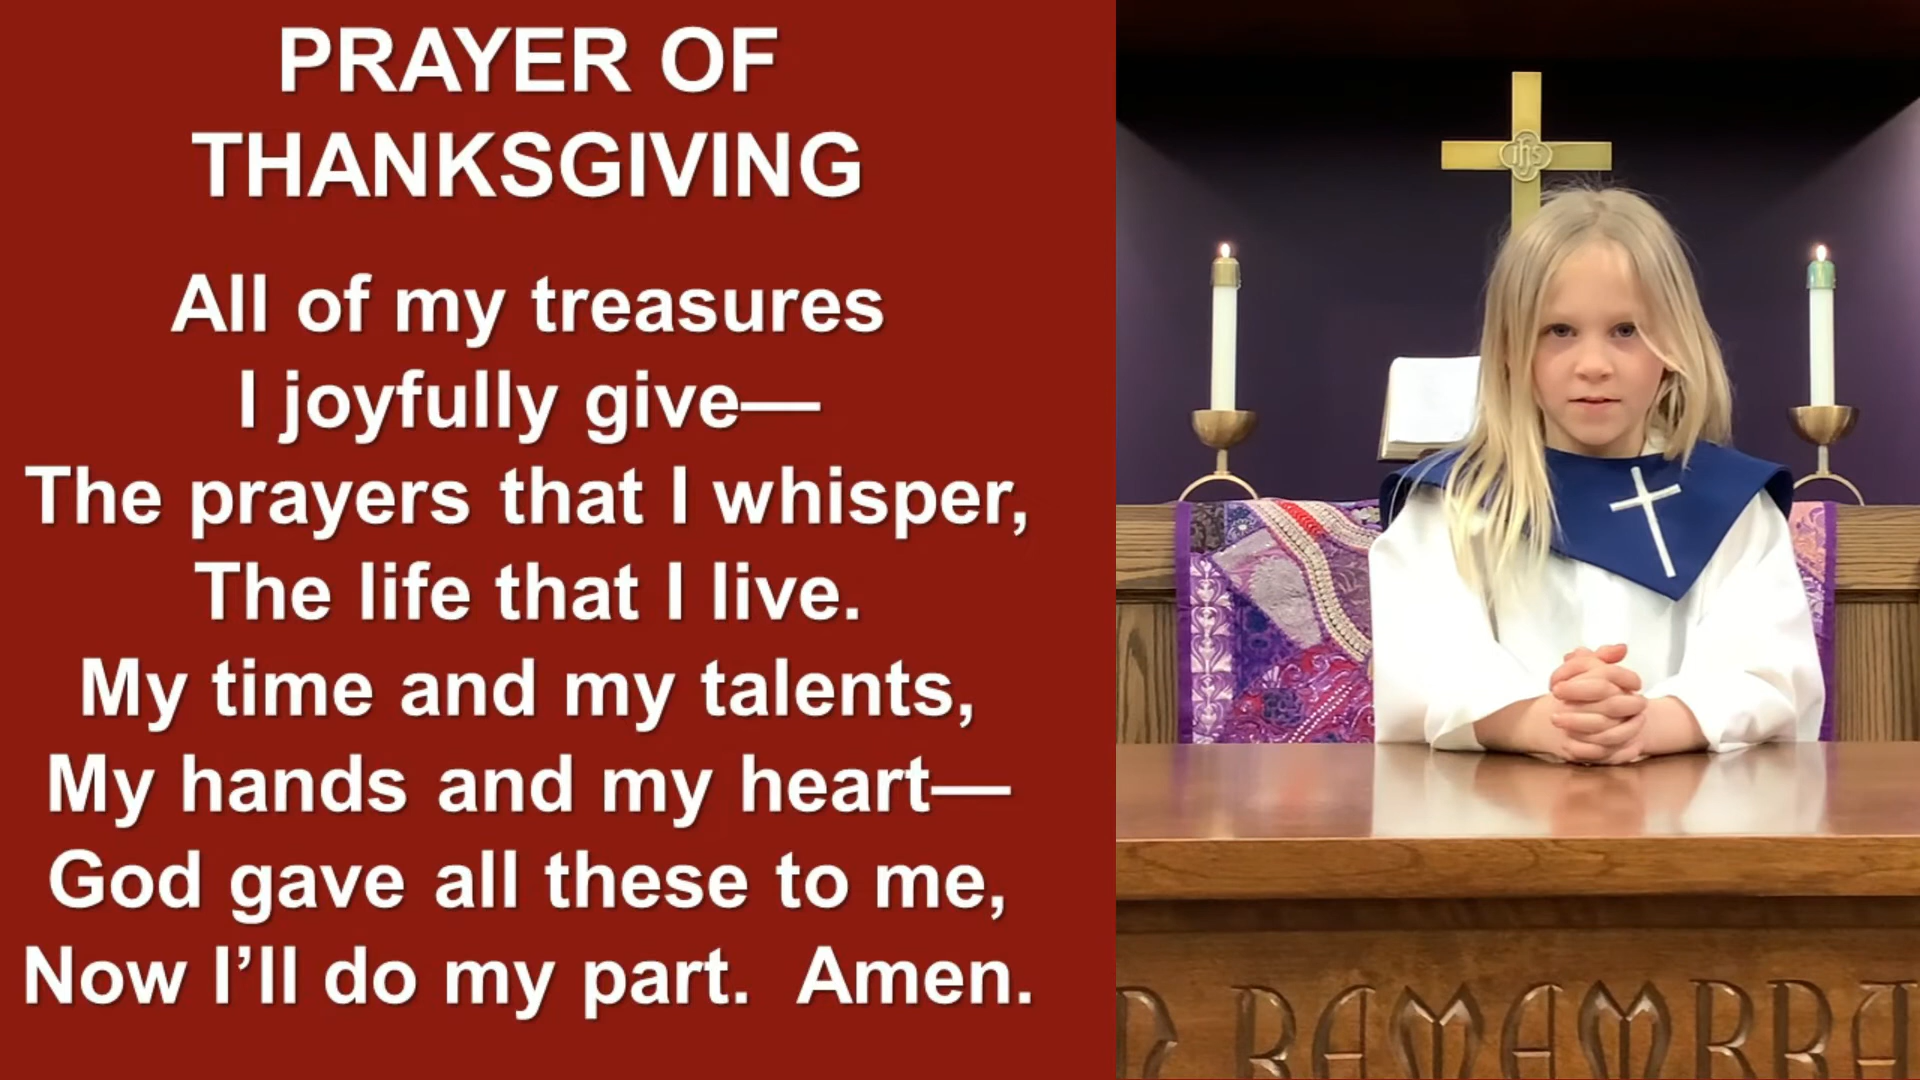 PRAYER OF
THANKSGIVING
All of my treasures
I joyfully give—
The prayers that I whisper,
The life that I live.
My time and my talents,
My hands and my heart—
God gave all these to me,
Now I’ll do my part.  Amen.
ihs